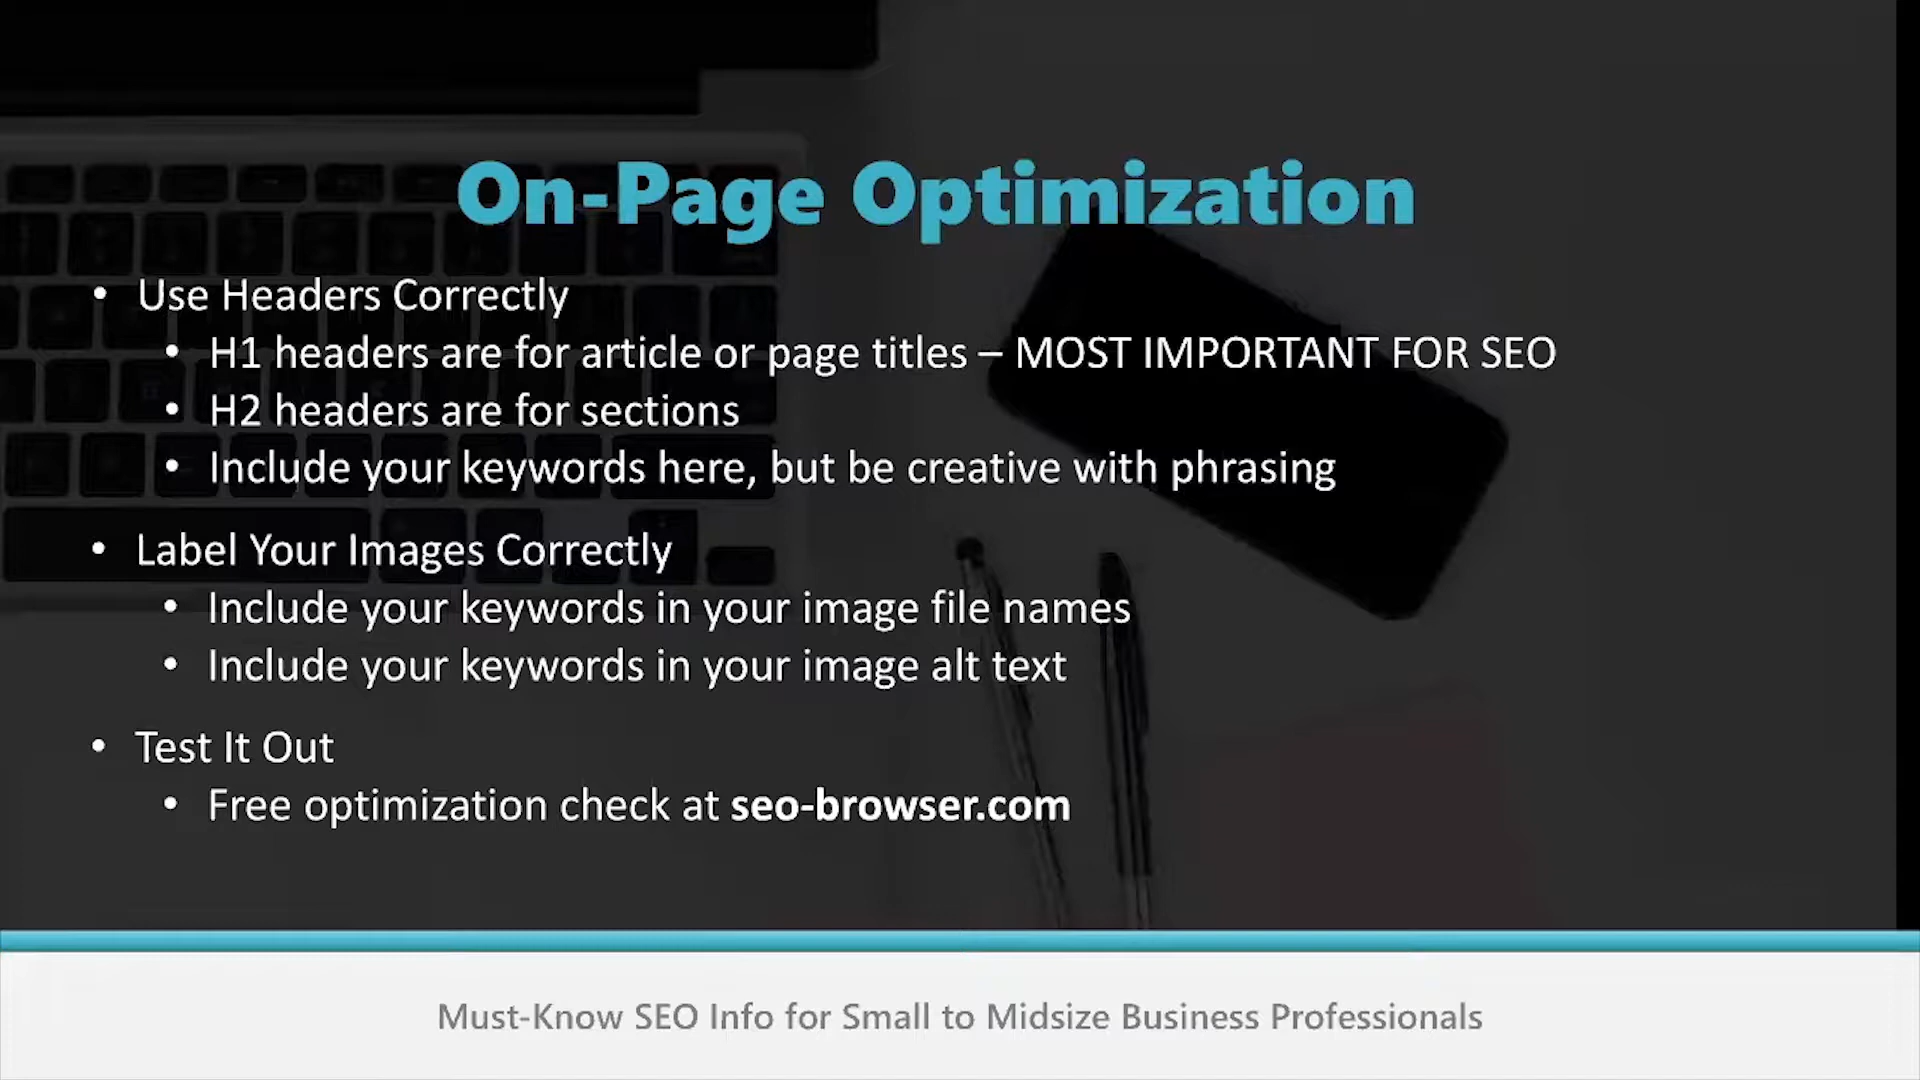 On-Page Optimization
• Use Headers Correctly
• H1 headers are for article or page titles – MOST IMPORTANT FOR SEO
• H2 headers are for sections
• Include your keywords here, but be creative with phrasing
• Label Your Images Correctly
• Include your keywords in your image file names
• Include your keywords in your image alt text
• Test It Out
• Free optimization check at seo-browser.com
Must-Know SEO Info for Small to Midsize Business Professionals